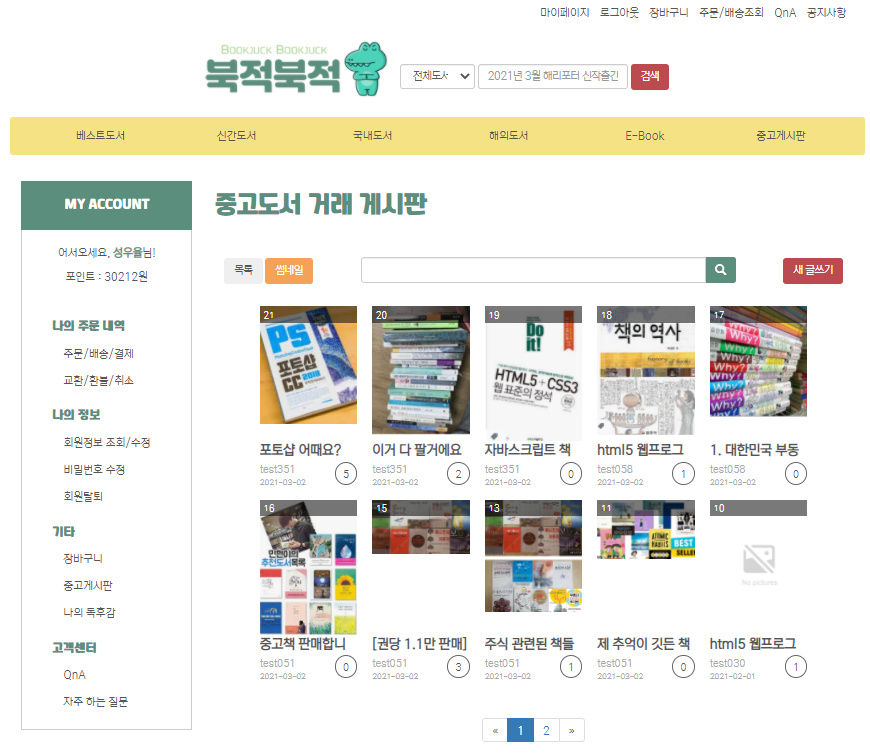 마이페이지 로그아웃 장바구니 주문/배송조회 QnA 공지사항
BOOKJUCK BOOKJUCK
북적북적
전체도서 2021년 3월 해리포터 신작출간 검색
베스트도서 신간도서 국내도서 해외도서 E-Book 중고게시판
MY ACCOUNT
어서오세요, 성우율님!
포인트 : 30212원
나의 주문 내역
주문/배송/결제
교환/환불/취소
나의 정보
회원정보 조회/수정
비밀번호 수정
회원탈퇴
기타
장바구니
중고게시판
나의 독후감
고객센터
QnA
자주 하는 질문
중고도서 거래 게시판
목록 썸네일 새 글쓰기
21 20 19 18 17
PS
포토샵
CC 2018
Do it!
HTML5+CSS3
웹 표준의 정석
책의 역사
Why?
포토샵 어때요? 이거 다 팔거에요 자바스크립트 책 html5 웹프로그 1. 대한민국 부동
test351 test351 test351 test058 test058
2021-03-02 5 2021-03-02 2 2021-03-02 0 2021-03-02 1 2021-03-02 0
16 15 13 11 10
추천도서목록
ATOMIC HABITS
BEST SELLER
No pictures
중고책 판매합니 [권당 1.1만 판매] 주식 관련된 책들 제 추억이 깃든 책 html5 웹프로그
test051 test051 test051 test051 test030
2021-03-02 0 2021-03-02 3 2021-03-02 1 2021-03-02 0 2021-02-01 1
« 1 2 »